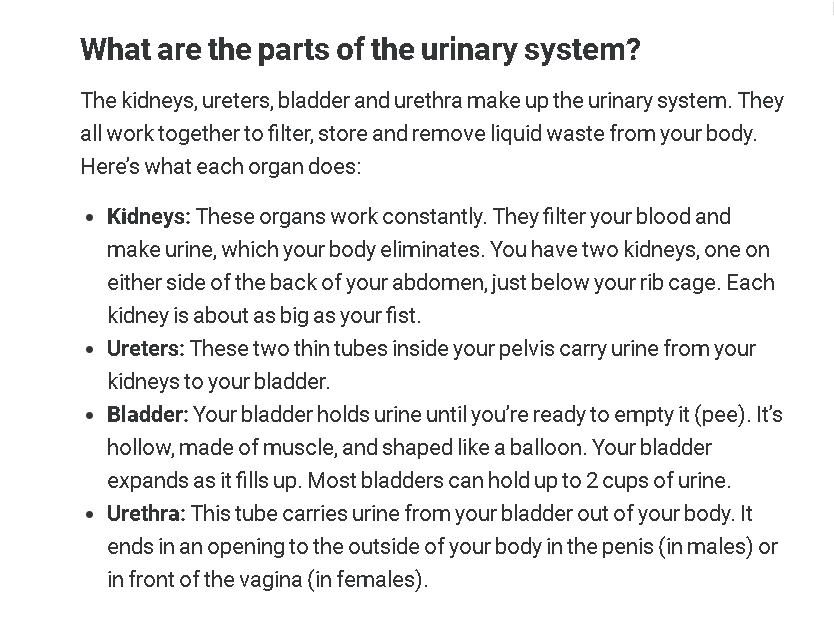 What are the parts of the urinary system?
The kidneys, ureters, bladder and urethra make up the urinary system. They
all work together to filter, store and remove liquid waste from your body.
Here's what each organ does:
• Kidneys: These organs work constantly. They filter your blood and
make urine, which your body eliminates. You have two kidneys, one on
either side of the back of your abdomen, just below your rib cage. Each
kidney is about as big as your fist.
• Ureters: These two thin tubes inside your pelvis carry urine from your
kidneys to your bladder.
• Bladder: Your bladder holds urine until you're ready to empty it (pee). It's
hollow, made of muscle, and shaped like a balloon. Your bladder
expands as it fills up. Most bladders can hold up to 2 cups of urine.
• Urethra: This tube carries urine from your bladder out of your body. It
ends in an opening to the outside of your body in the penis (in males) or
in front of the vagina (in females).